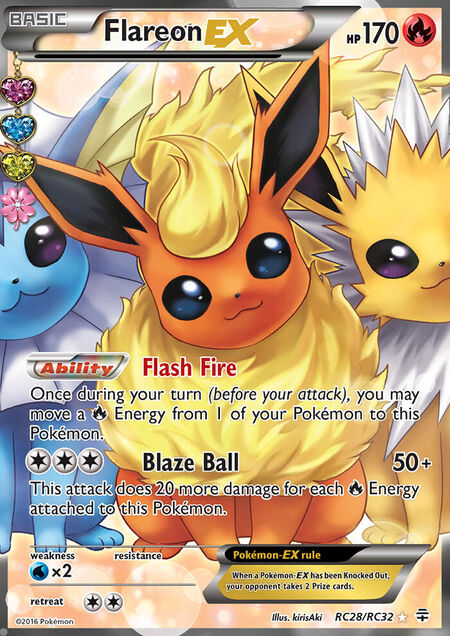 BASIC
Flareon EX
HP 170
Ability Flash Fire
Once during your turn (before your attack), you may
move a Energy from 1 of your Pokémon to this
Pokémon.
Blaze Ball 50+
This attack does 20 more damage for each Energy
attached to this Pokémon.
weakness resistance
×2
retreat
Pokémon-EX rule
When a Pokémon-EX has been Knocked Out,
your opponent takes 2 Prize cards.
©2016 Pokémon
Illus. kirisAki RC28/RC32